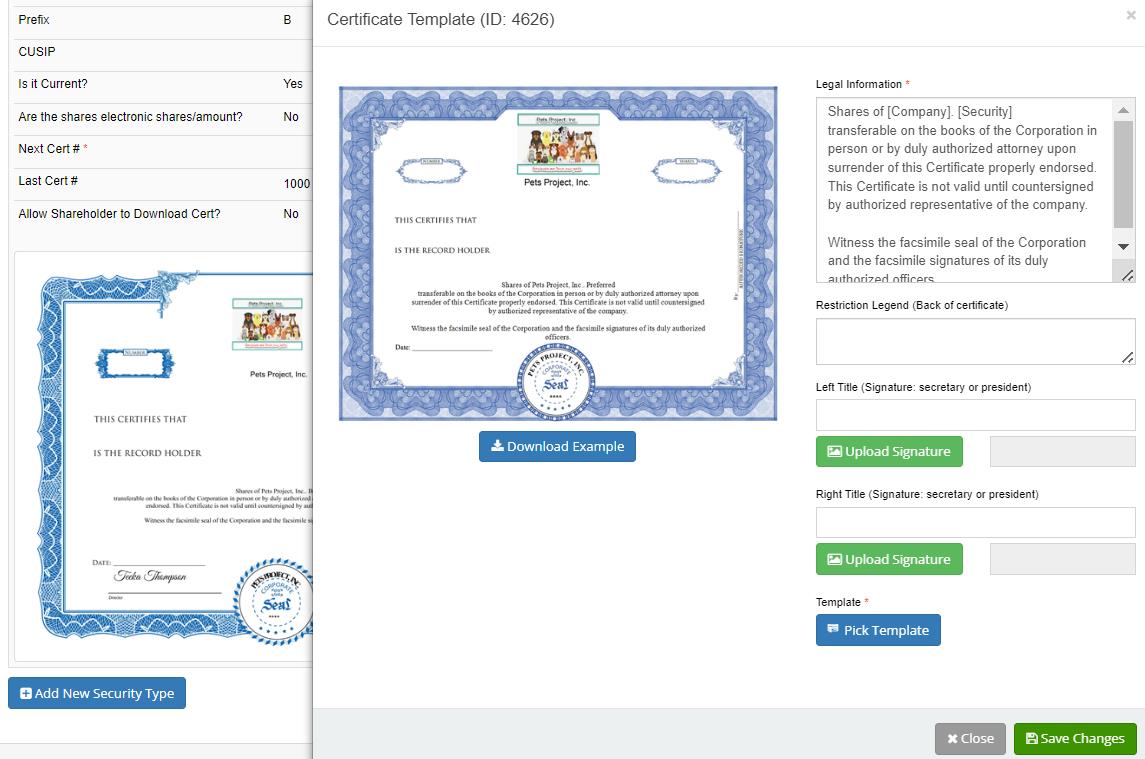 Prefix B
CUSIP
Is it Current? Yes
Are the shares electronic shares/amount? No
Next Cert # *
Last Cert # 1000
Allow Shareholder to Download Cert? No
Pets Project, Inc.
NUMBER
Pets Project, Inc.
THIS CERTIFIES THAT
IS THE RECORD HOLDER
Shares of Pets Project, Inc.. B
transferable on the books of the Corporation in person or by duly authorized
endorsed. This Certificate is not valid until countersigned by auth
Witness the facsimile seal of the Corporation and the facsimile si
DATE:
Teeka Thompson
Director
PETS PROJECT, INC.
CORPORATE
Seal
Add New Security Type
Certificate Template (ID: 4626)
×
Pets Project, Inc.
NUMBER
SHARES
Pets Project, Inc.
THIS CERTIFIES THAT
IS THE RECORD HOLDER
Shares of Pets Project, Inc.. Preferred
transferable on the books of the Corporation in person or by duly authorized attorney upon
surrender of this Certificate properly endorsed. This Certificate is not valid until countersigned
by authorized representative of the company.
Witness the facsimile seal of the Corporation and the facsimile signatures of its duly authorized
officers.
Date:
By
AUTHORIZED SIGNATURE
PETS PROJECT, INC
CORPORATE
Seal
Download Example
Legal Information *
Shares of [Company]. [Security]
transferable on the books of the Corporation in
person or by duly authorized attorney upon
surrender of this Certificate properly endorsed.
This Certificate is not valid until countersigned
by authorized representative of the company.
Witness the facsimile seal of the Corporation
and the facsimile signatures of its duly
authorized officers
Restriction Legend (Back of certificate)
Left Title (Signature: secretary or president)
Upload Signature
Right Title (Signature: secretary or president)
Upload Signature
Template *
Pick Template
Close
Save Changes